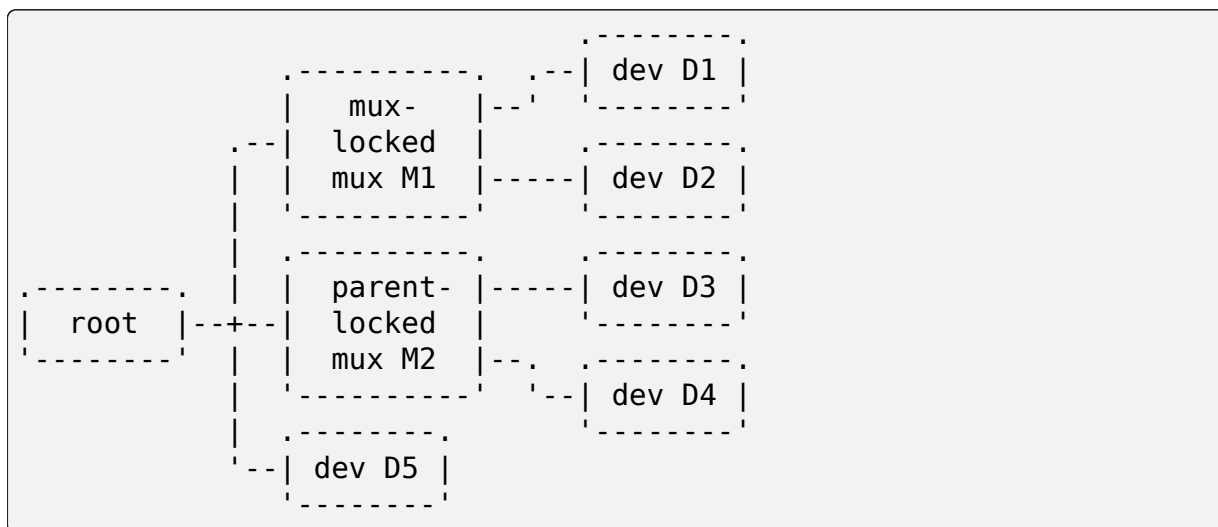 .--------.
                .----------.  .--| dev D1 |
                |   mux-   |--'  '--------'
             .--|  locked  |     .--------.
             |  |  mux M1  |-----| dev D2 |
             |  '----------'     '--------'
             |  .----------.     .--------.
.--------.   |  |  parent- |-----| dev D3 |
|  root  |--+--|  locked  |     '--------'
'--------'   |  |  mux M2  |--.  .--------.
             |  '----------'  '--| dev D4 |
             |  .--------.       '--------'
             '--| dev D5 |
                '--------'